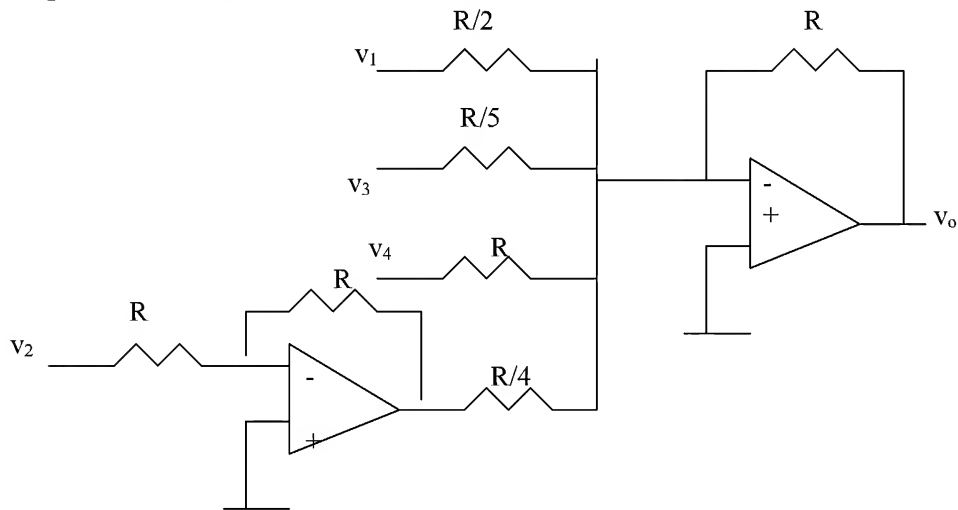 R/2
R
v₁
R/5
v₃
-
+
vₒ
v₄
R
R
R
v₂
-
+
R/4